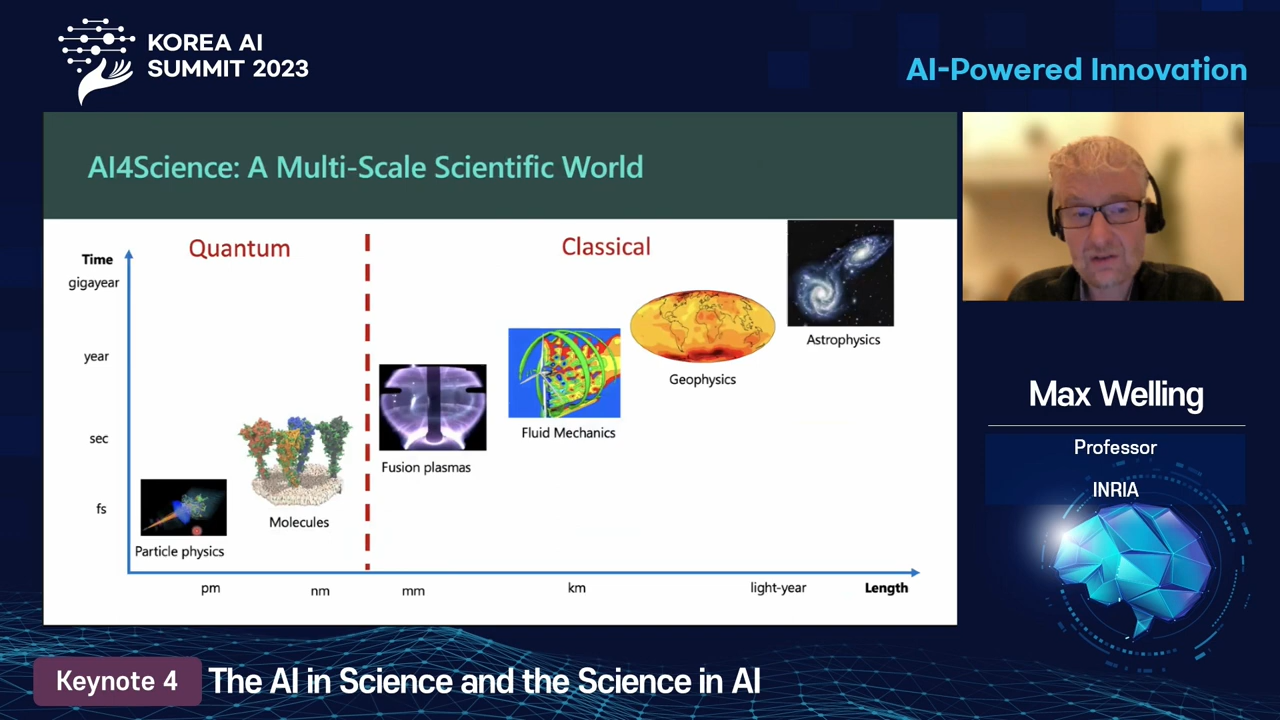 KOREA AI
SUMMIT 2023
AI-Powered Innovation
AI4Science: A Multi-Scale Scientific World
Quantum
Classical
Time
gigayear
year
sec
fs
Particle physics
Molecules
Fusion plasmas
Fluid Mechanics
Geophysics
Astrophysics
pm
nm
mm
km
light-year
Length
Max Welling
Professor
INRIA
Keynote 4
The AI in Science and the Science in AI